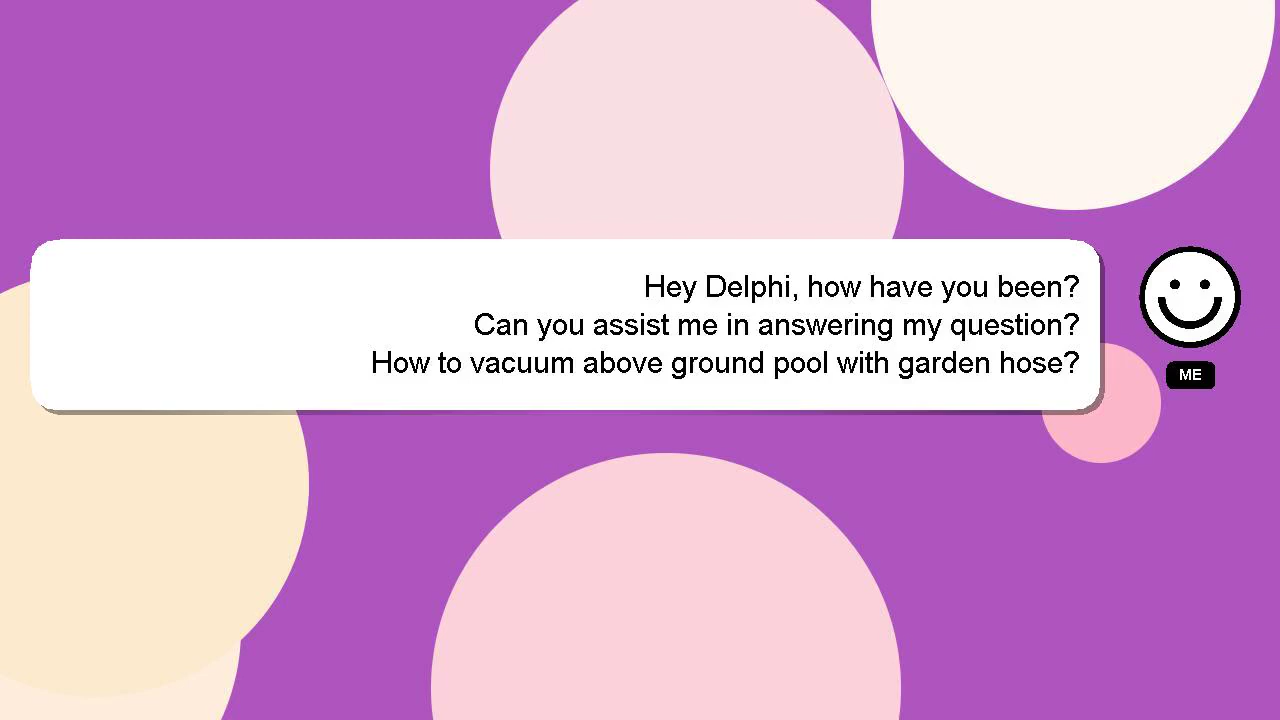 Hey Delphi, how have you been?
Can you assist me in answering my question?
How to vacuum above ground pool with garden hose?
ME